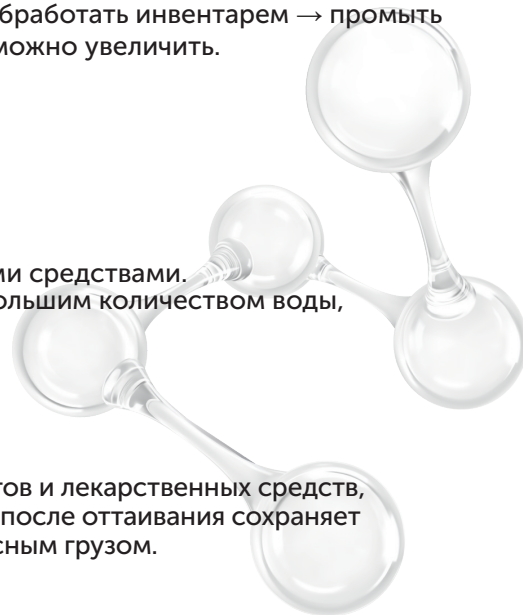 бработать инвентарем → промыть
можно увеличить.
ми средствами.
ольшим количеством воды,
тов и лекарственных средств,
после оттаивания сохраняет
сным грузом.